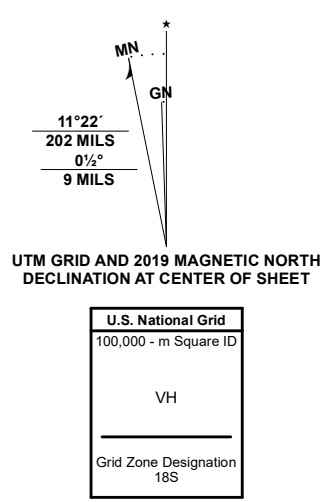 ★
MN
GN
11°22´
202 MILS
0½°
9 MILS
UTM GRID AND 2019 MAGNETIC NORTH
DECLINATION AT CENTER OF SHEET
U.S. National Grid
100,000 - m Square ID
VH
Grid Zone Designation
18S